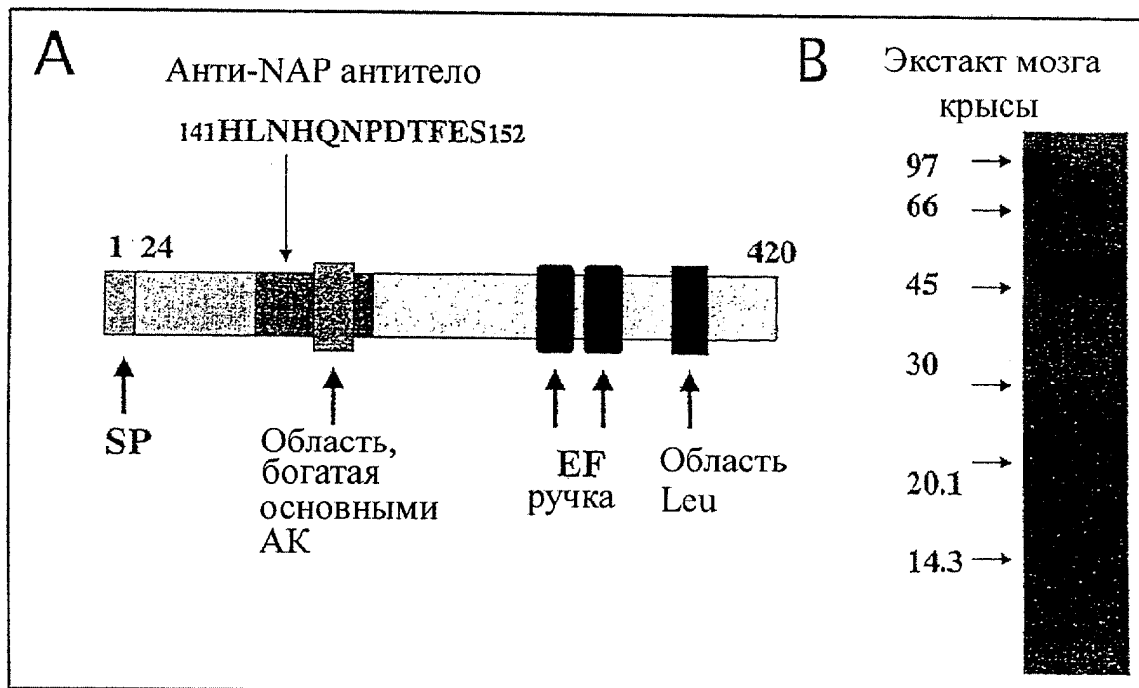 A
Анти-NAP антитело
141HLNHQNPDTFES152
1 24
420
SP
Область,
богатая
основными
АК
EF
ручка
Область
Leu
B
Экстакт мозга
крысы
97
66
45
30
20.1
14.3